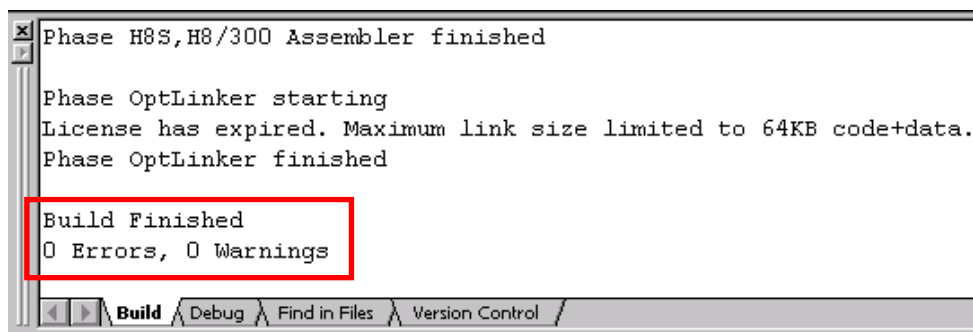 Phase H8S,H8/300 Assembler finished
Phase OptLinker starting
License has expired. Maximum link size limited to 64KB code+data.
Phase OptLinker finished
Build Finished
0 Errors, 0 Warnings
Build Debug Find in Files Version Control